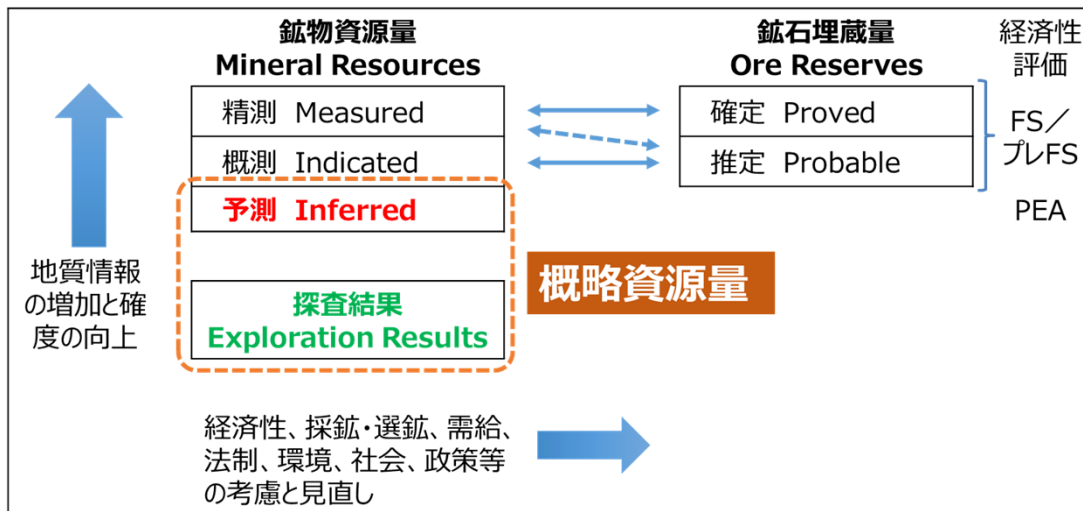 鉱物資源量
Mineral Resources
鉱石埋蔵量
Ore Reserves
経済性
評価
精測 Measured
確定 Proved
概測 Indicated
推定 Probable
FS／
プレFS
予測 Inferred
PEA
地質情報
の増加と確
度の向上
概略資源量
探査結果
Exploration Results
経済性、採鉱・選鉱、需給、
法制、環境、社会、政策等
の考慮と見直し